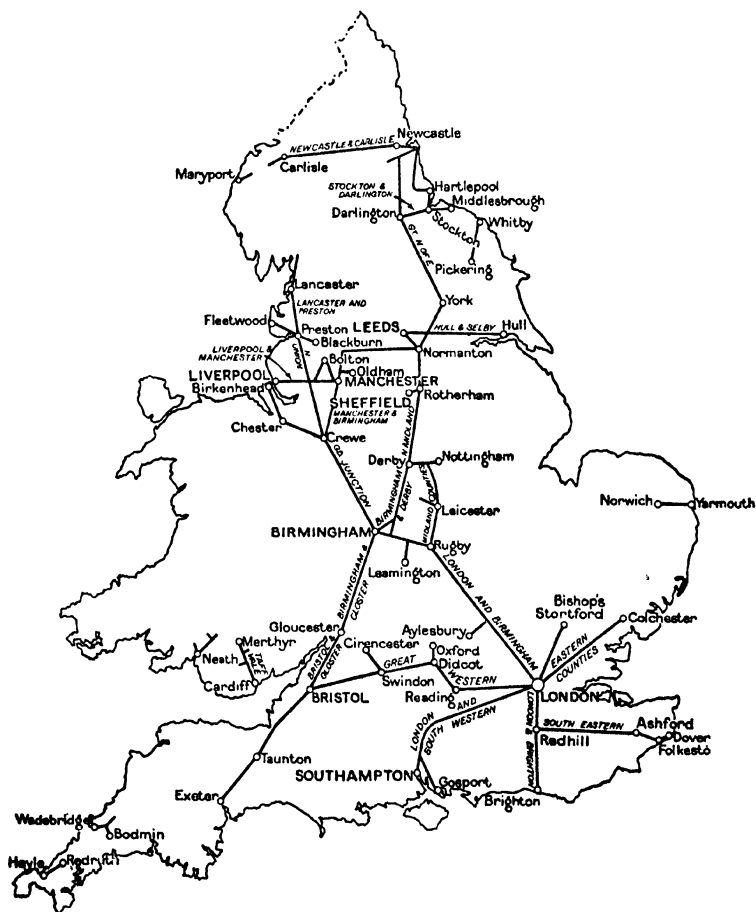 Newcastle
NEWCASTLE & CARLISLE
Carlisle
Maryport
STOCKTON &
DARLINGTON
Hartlepool
Middlesbrough
Darlington
Stockton
Whitby
GT. N. OF E.
Pickering
Lancaster
LANCASTER AND
PRESTON
York
Fleetwood
Preston
LEEDS
HULL & SELBY
Hull
Blackburn
N. UNION
LIVERPOOL &
MANCHESTER
Bolton
Normanton
Oldham
LIVERPOOL
MANCHESTER
Birkenhead
SHEFFIELD
Rotherham
MANCHESTER &
BIRMINGHAM
Chester
Crewe
N. MIDLAND
Derby
Nottingham
GD. JUNCTION
BIRMINGHAM
& DERBY
MIDLAND COUNTIES
Leicester
Norwich
Yarmouth
BIRMINGHAM
Rugby
Leamington
BIRMINGHAM &
GLOSTER
LONDON AND BIRMINGHAM
Bishop's
Stortford
Colchester
Gloucester
Aylesbury
Merthyr
Cirencester
Oxford
Didcot
EASTERN
COUNTIES
Neath
TAFF
VALE
BRISTOL &
GLOSTER
GREAT
WESTERN
Cardiff
Swindon
Reading
LONDON
BRISTOL
LONDON AND
SOUTH WESTERN
LONDON & BRIGHTON
SOUTH EASTERN
Ashford
Redhill
Dover
Folkesto
Taunton
SOUTHAMPTON
Gosport
Brighton
Exeter
Wadebridge
Bodmin
Hayle
Redruth